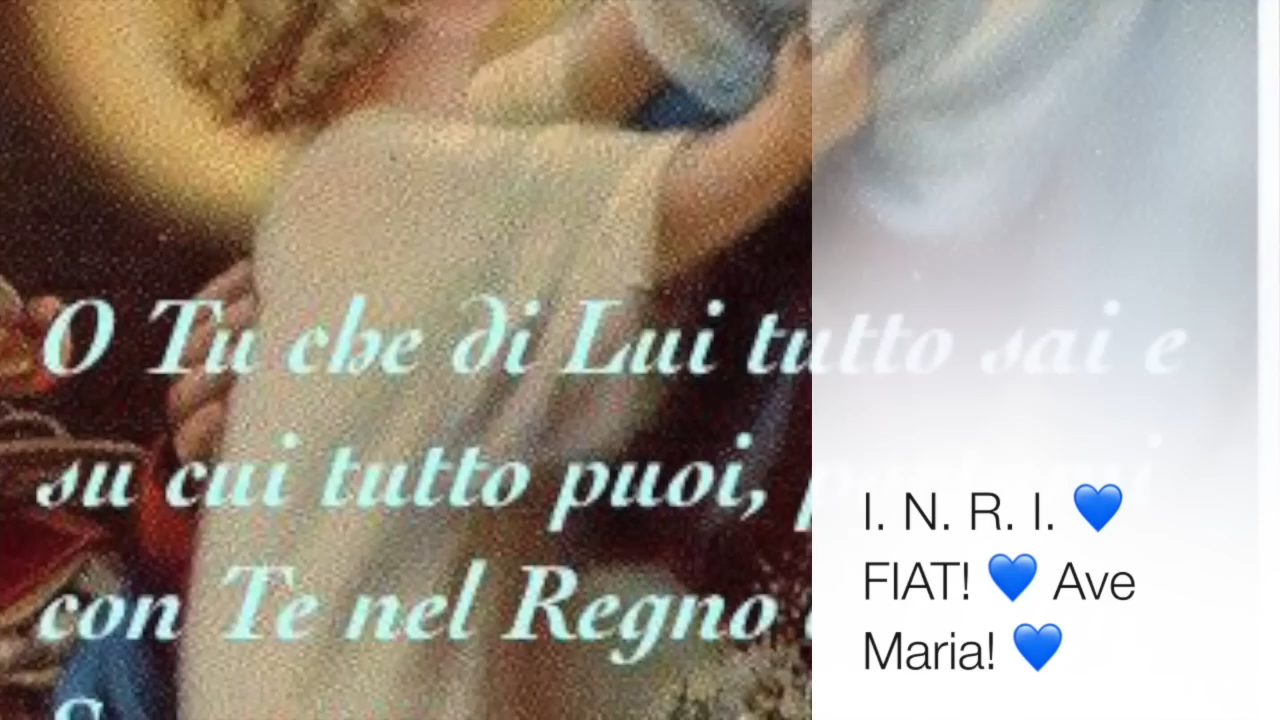 O Tu che di Lui tutto sai e
su cui tutto puoi,
con Te nel Regno
I. N. R. I. 💙
FIAT! 💙 Ave
Maria! 💙